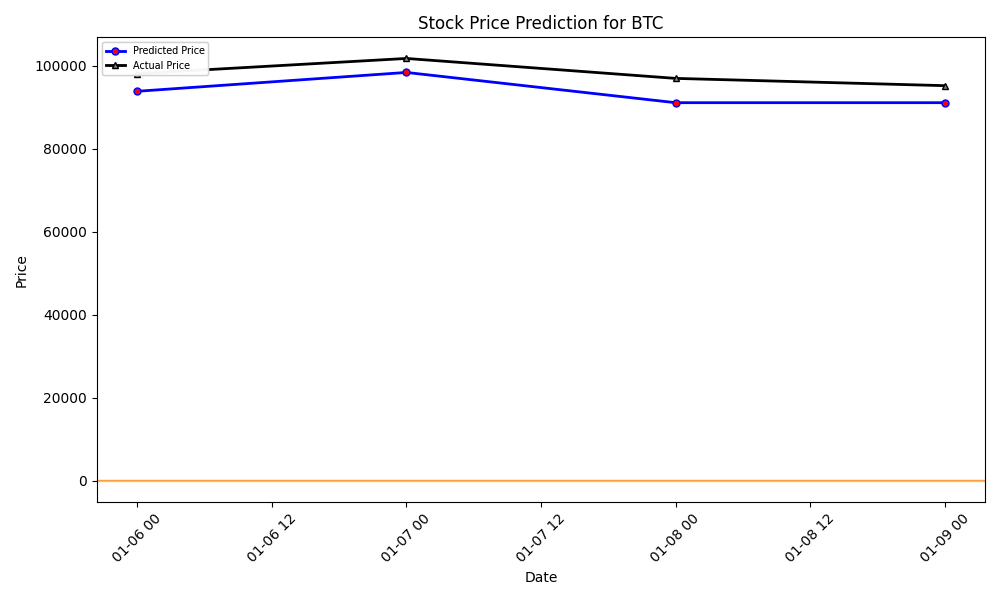 Stock Price Prediction for BTC
Predicted Price
Actual Price
100000
80000
60000
40000
20000
0
Price
01-06 00
01-06 12
01-07 00
01-07 12
01-08 00
01-08 12
01-09 00
Date